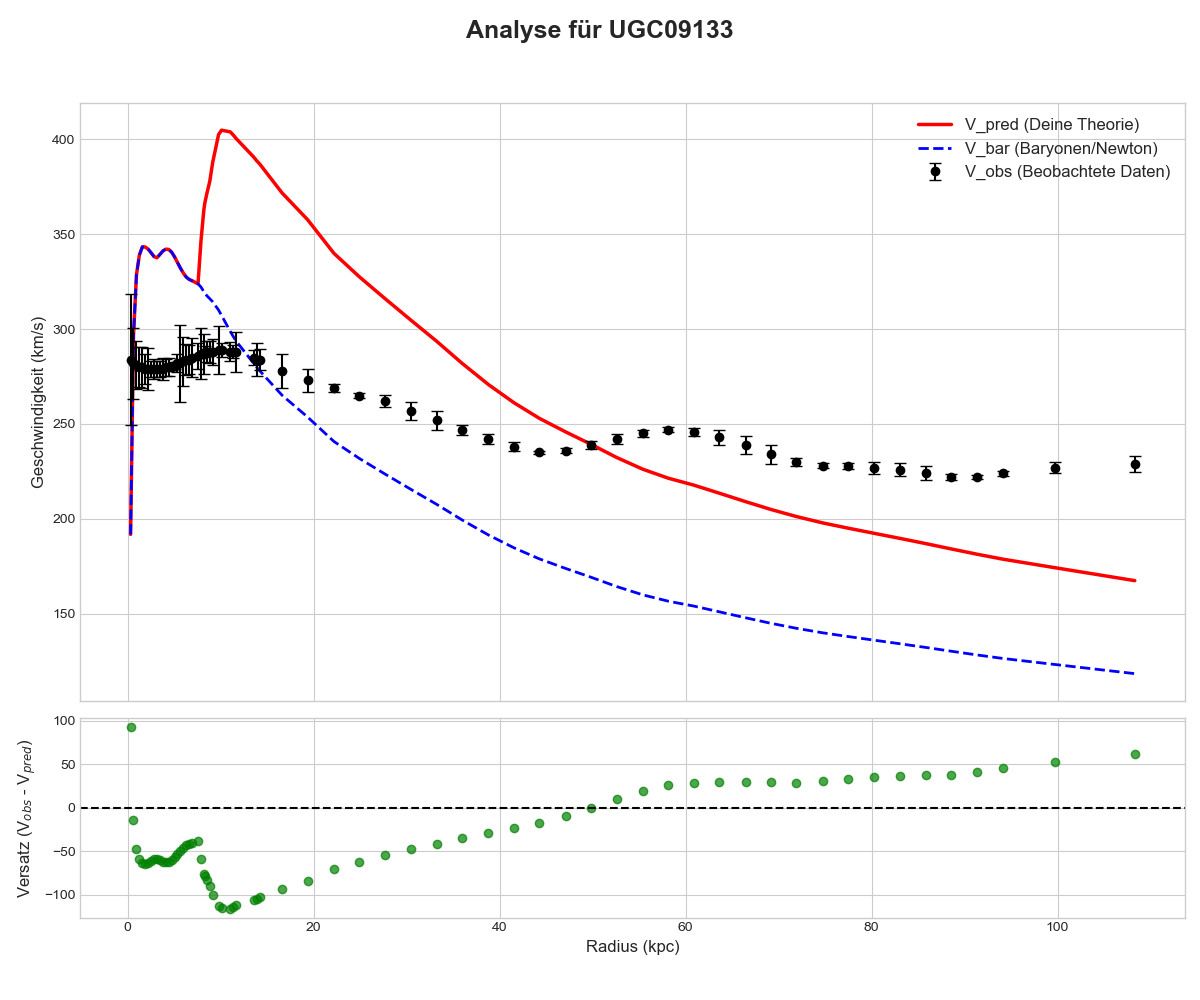 Analyse für UGC09133
V_pred (Deine Theorie)
V_bar (Baryonen/Newton)
V_obs (Beobachtete Daten)
Geschwindigkeit (km/s)
400
350
300
250
200
150
Versatz (V_obs - V_pred)
100
50
0
−50
−100
0 20 40 60 80 100
Radius (kpc)